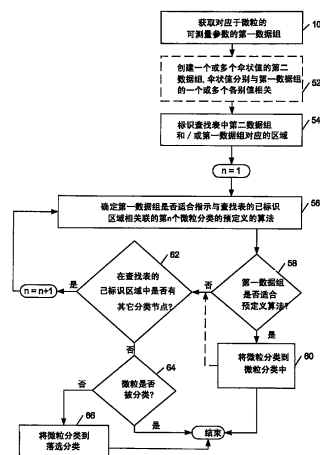 获取对应于微粒的
可测量参数的第一数据组
10
创建一个或多个伞状值的第二
数据组, 伞状值分别与第一数据组的
一个或多个各别值相关
52
标识查找表中第二数据组
和 / 或第一数据组对应的区域
54
n = 1
确定第一数据组是否适合指示与查找表的已标识
区域相关联的第n个微粒分类的预定义的算法
56
62
58
在查找表的
已标识区域中是否有
其它分类节点?
是
n = n+1
否
第一数据组
是否适合
预定义算法?
是
否
64
微粒是否
被分类?
将微粒分类到
微粒分类中
60
否
是
66
将微粒分类到
落选分类
结束